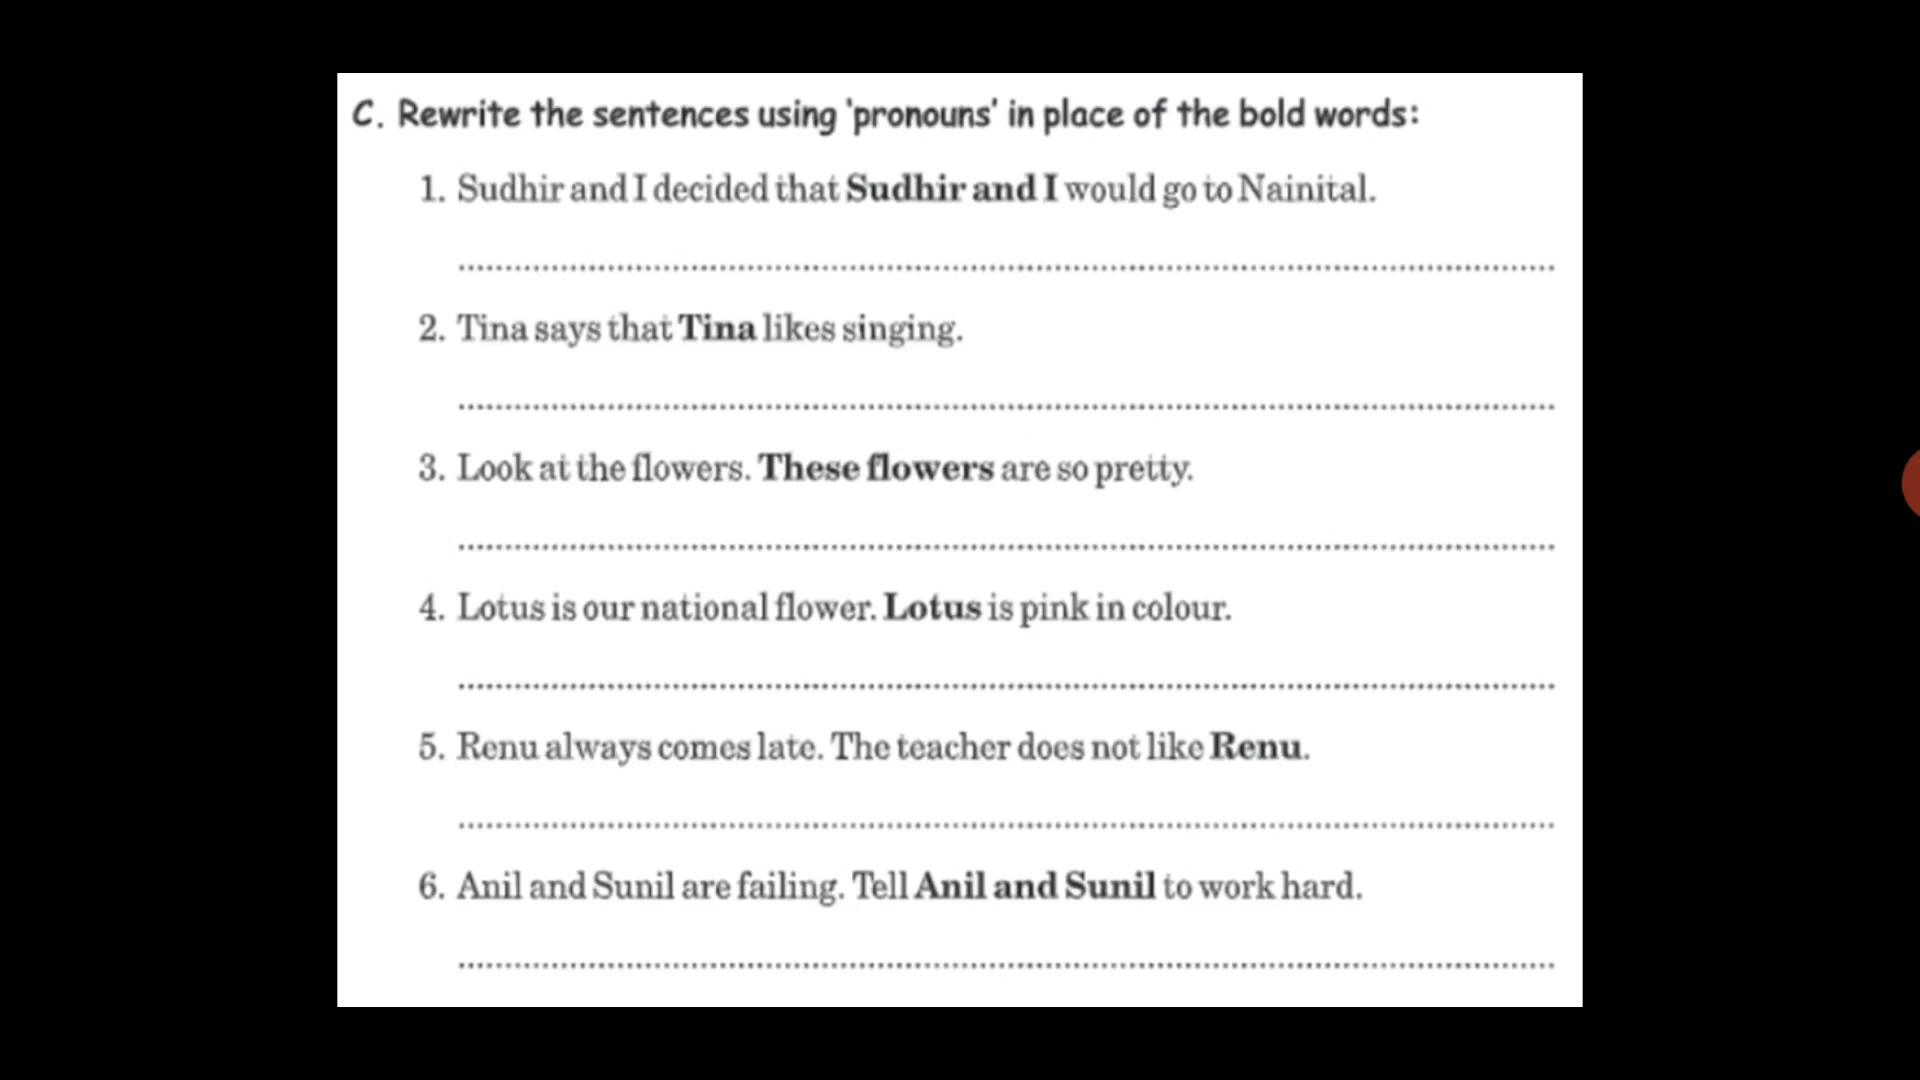 C. Rewrite the sentences using 'pronouns' in place of the bold words:
1. Sudhir and I decided that Sudhir and I would go to Nainital.
2. Tina says that Tina likes singing.
3. Look at the flowers. These flowers are so pretty.
4. Lotus is our national flower. Lotus is pink in colour.
5. Renu always comes late. The teacher does not like Renu.
6. Anil and Sunil are failing. Tell Anil and Sunil to work hard.